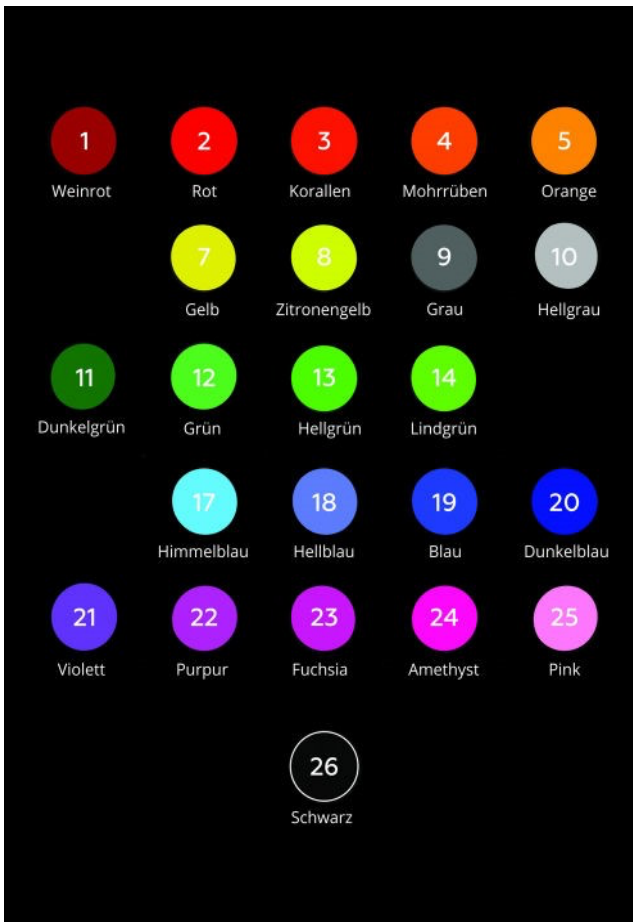 1 2 3 4 5
Weinrot Rot Korallen Mohrrüben Orange
7 8 9 10
Gelb Zitronengelb Grau Hellgrau
11 12 13 14
Dunkelgrün Grün Hellgrün Lindgrün
17 18 19 20
Himmelblau Hellblau Blau Dunkelblau
21 22 23 24 25
Violett Purpur Fuchsia Amethyst Pink
26
Schwarz